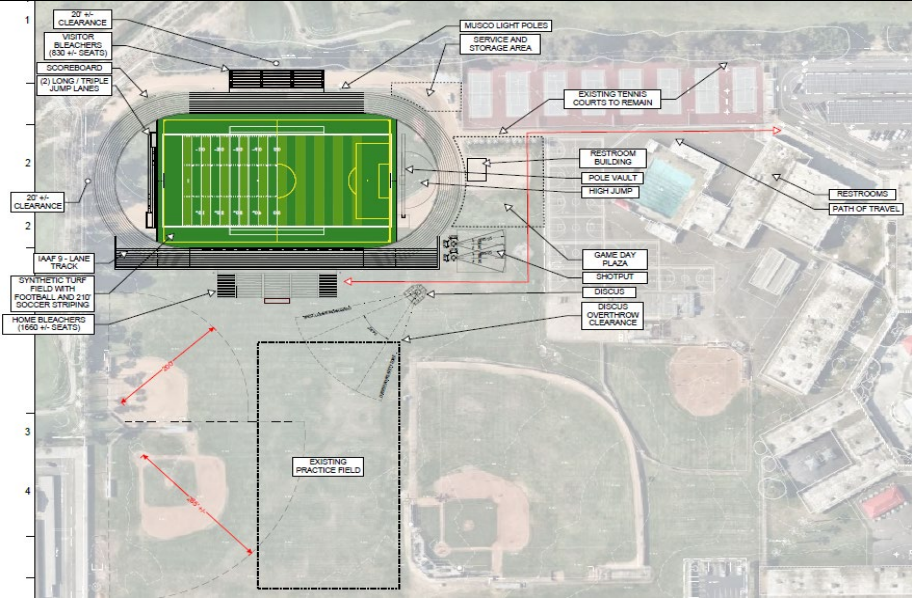 1
20' +/-
CLEARANCE
VISITOR
BLEACHERS
(830 +/- SEATS)
SCOREBOARD
(2) LONG / TRIPLE
JUMP LANES
MUSCO LIGHT POLES
SERVICE AND
STORAGE AREA
EXISTING TENNIS
COURTS TO REMAIN
2
RESTROOM
BUILDING
POLE VAULT
HIGH JUMP
RESTROOMS
PATH OF TRAVEL
20' +/-
CLEARANCE
2
IAAF 9 - LANE
TRACK
SYNTHETIC TURF
FIELD WITH
FOOTBALL AND 210'
SOCCER STRIPING
HOME BLEACHERS
(1660 +/- SEATS)
GAME DAY
PLAZA
SHOTPUT
DISCUS
DISCUS
OVERTHROW
CLEARANCE
200'
3
EXISTING
PRACTICE FIELD
4